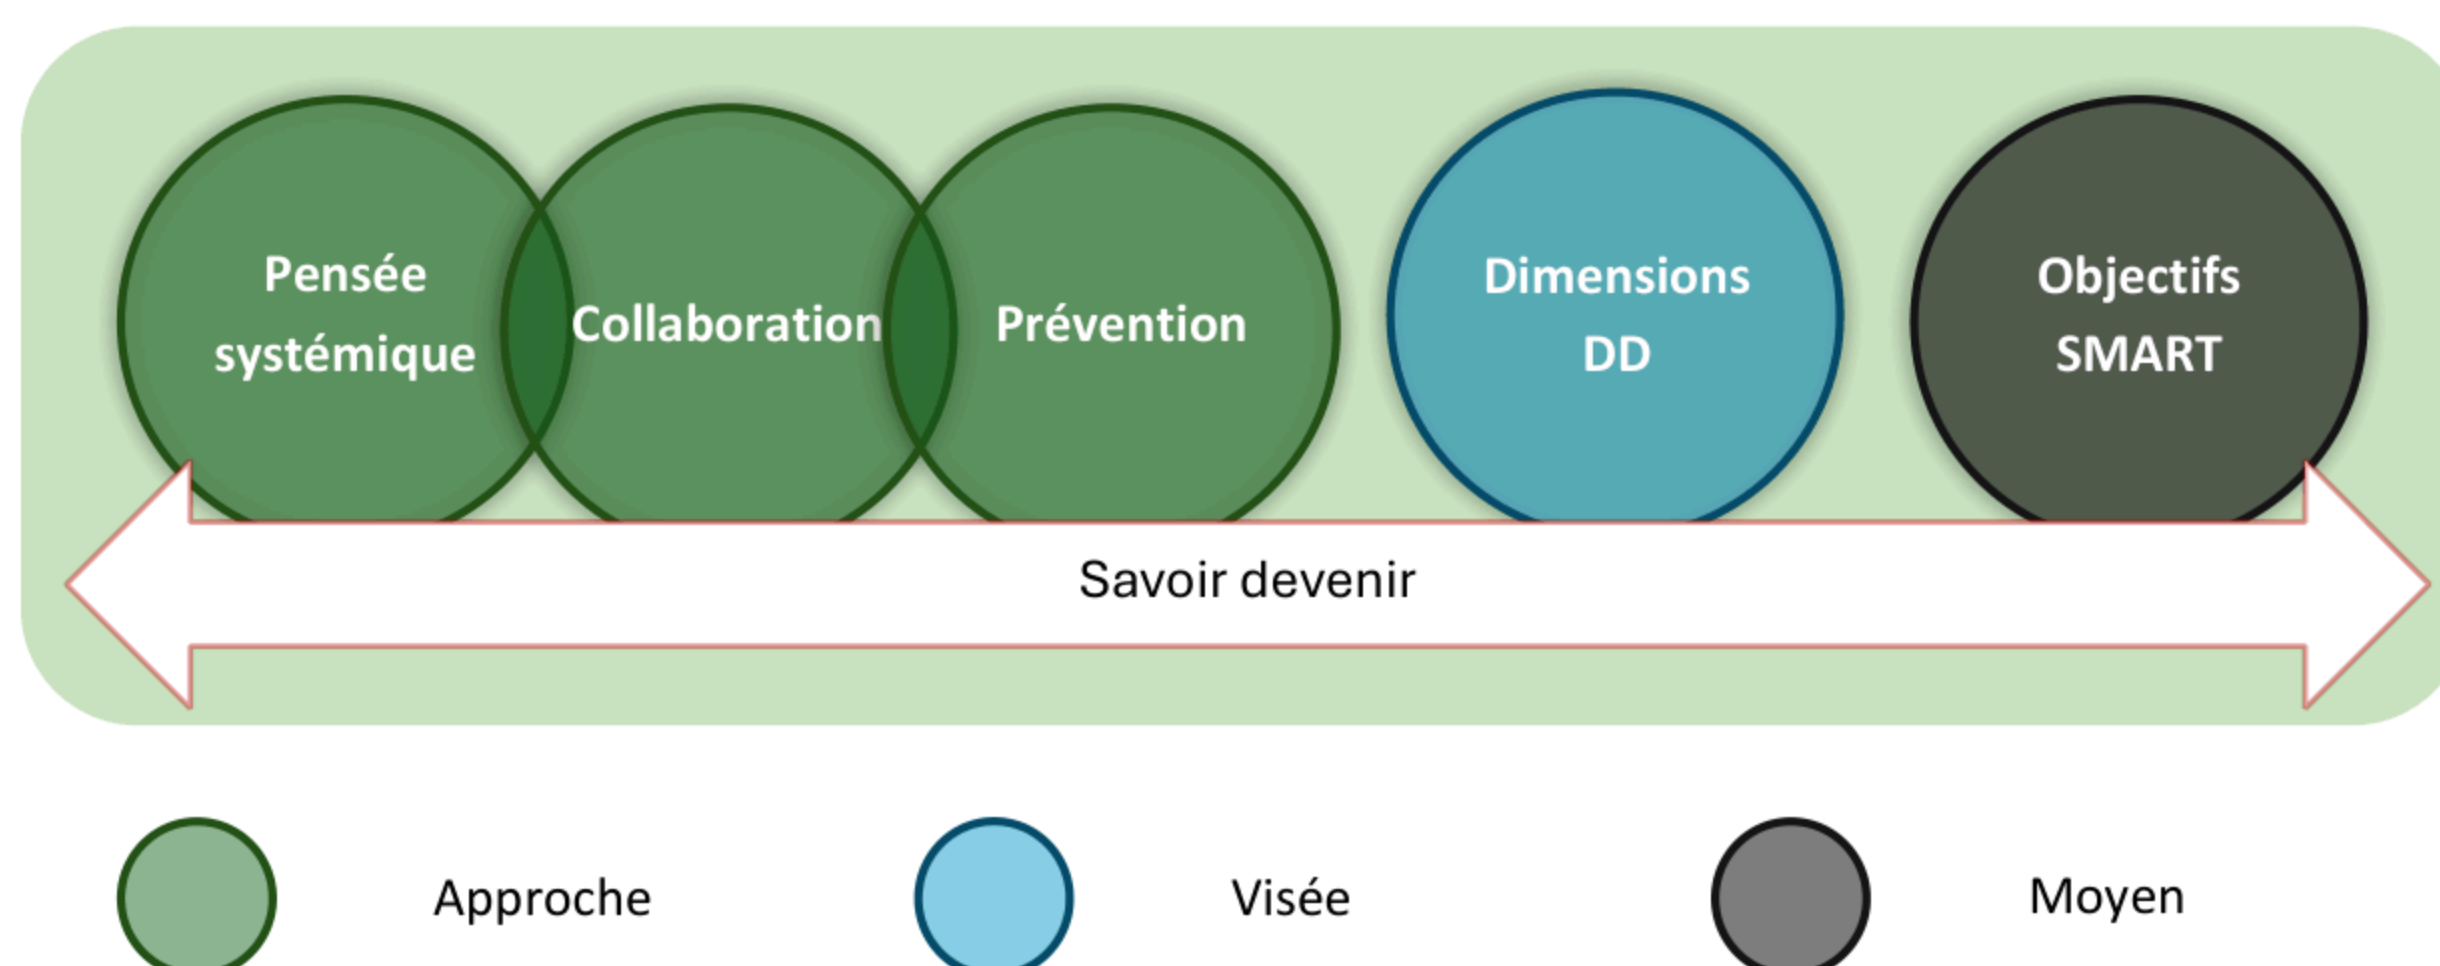 Pensée
systémique
Collaboration
Prévention
Dimensions
DD
Objectifs
SMART
Savoir devenir
Approche
Visée
Moyen